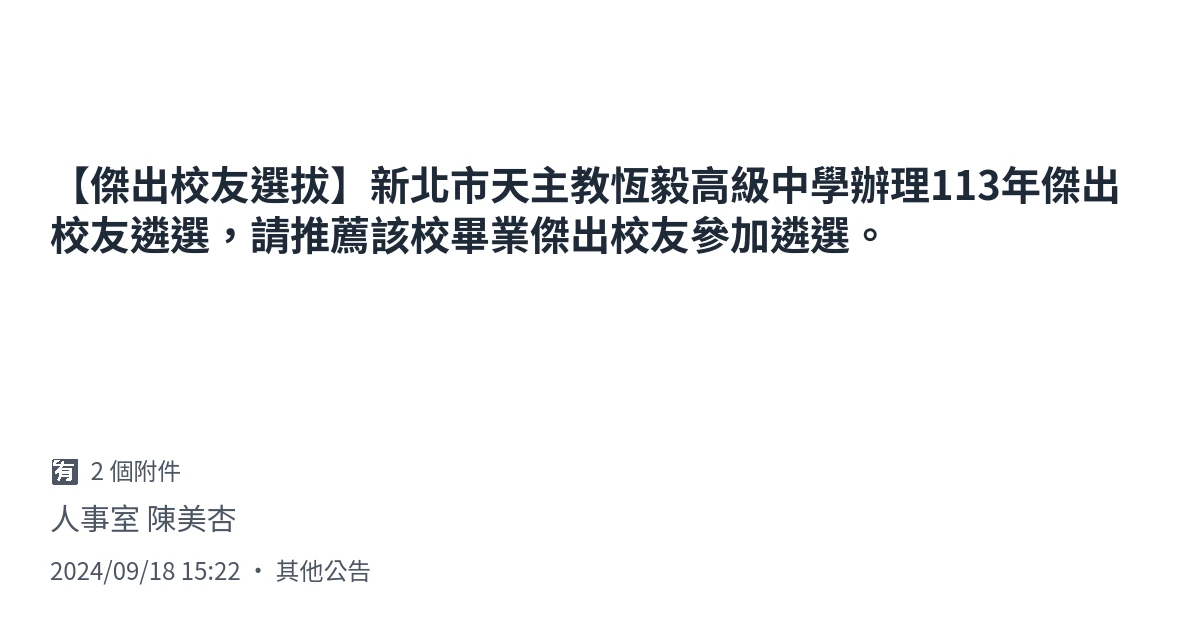 【傑出校友選拔】新北市天主教恆毅高級中學辦理113年傑出
校友遴選，請推薦該校畢業傑出校友參加遴選。
🈶 2 個附件
人事室 陳美杏
2024/09/18 15:22 · 其他公告